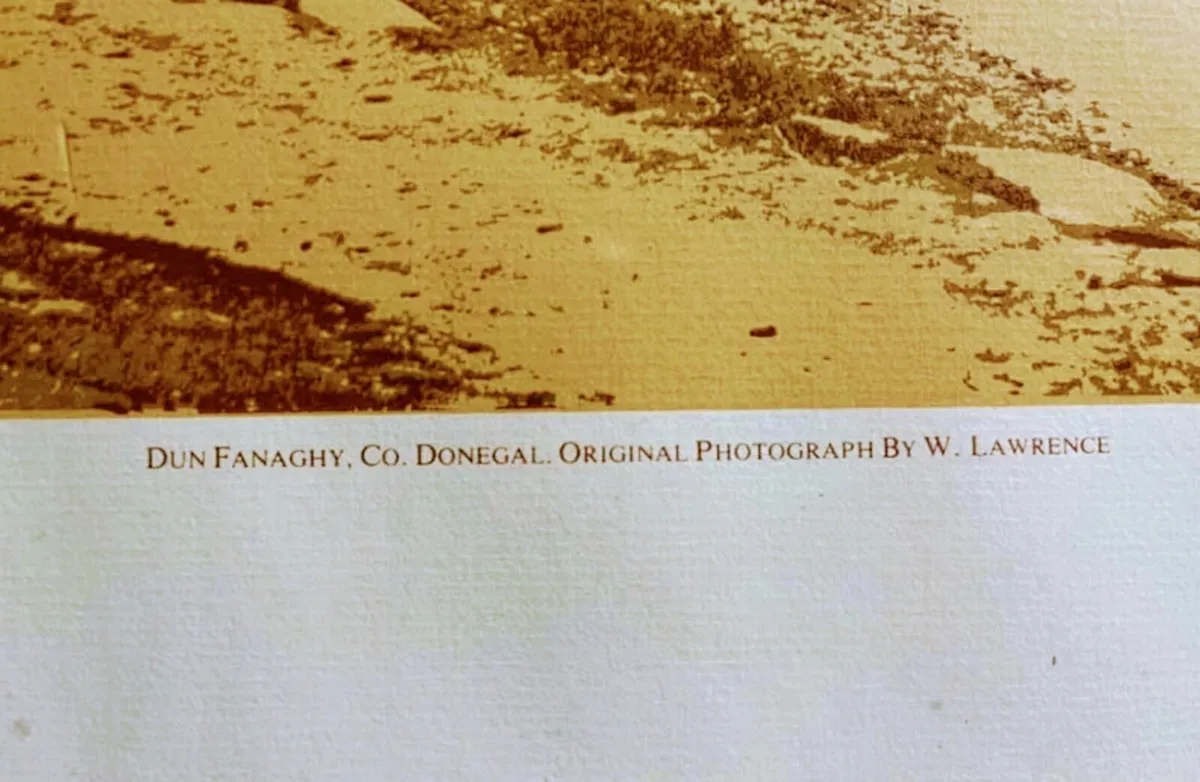 Dun Fanaghy, Co. Donegal. Original Photograph By W. Lawrence